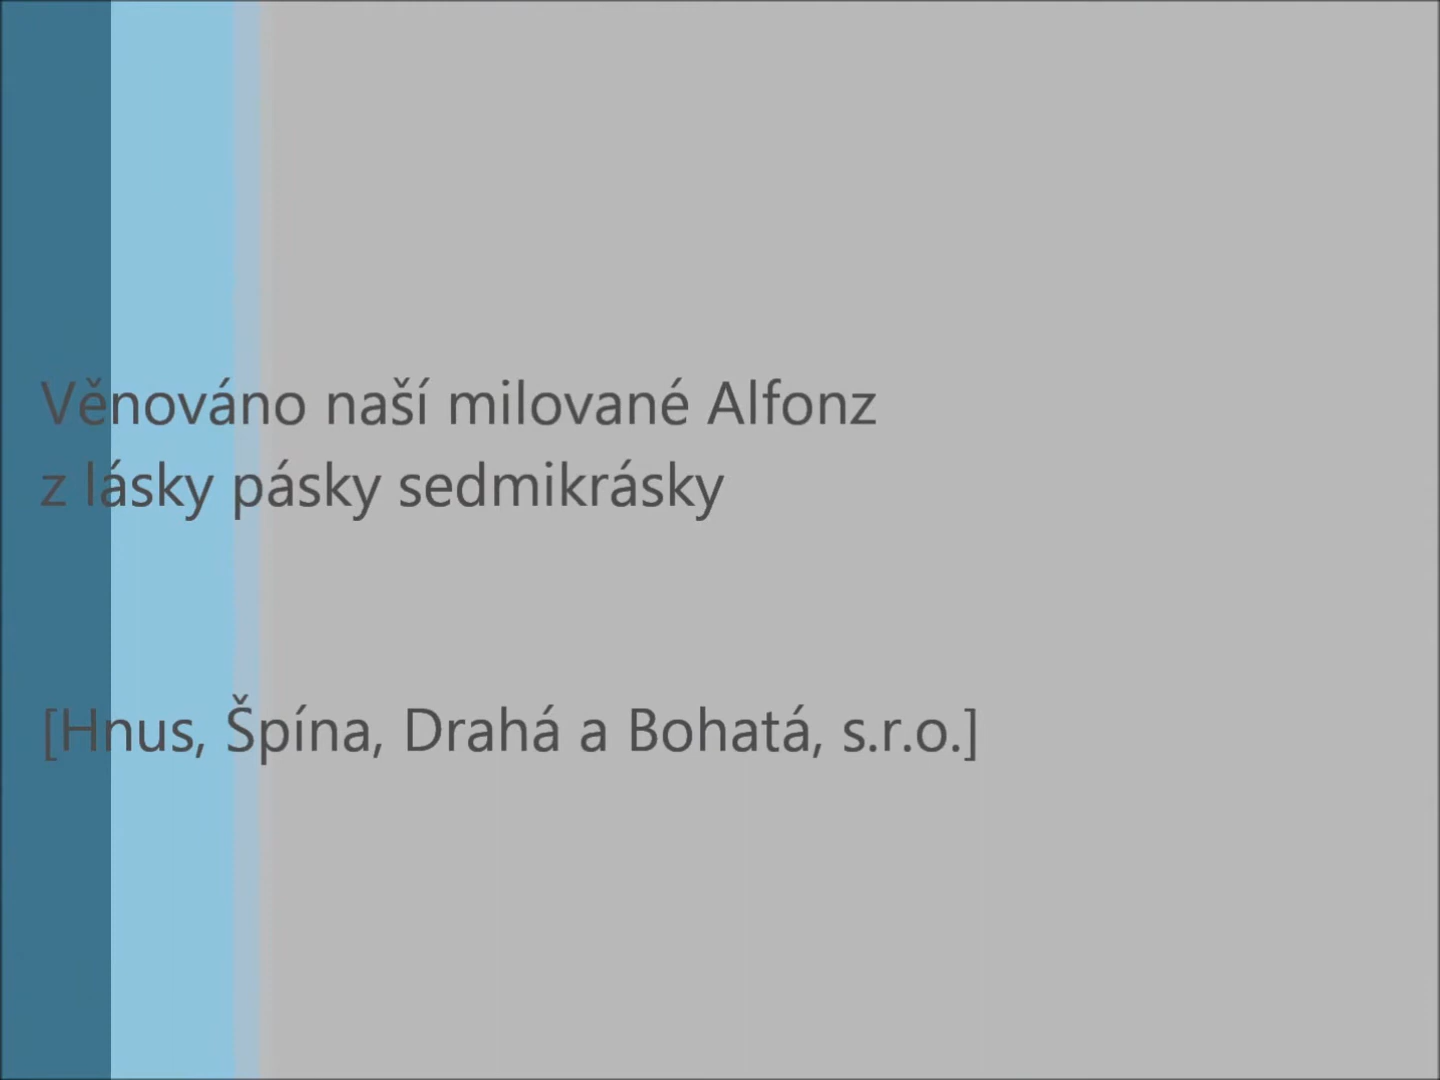 Věnováno naší milované Alfonz
z lásky pásky sedmikrásky
[Hnus, Špína, Drahá a Bohatá, s.r.o.]